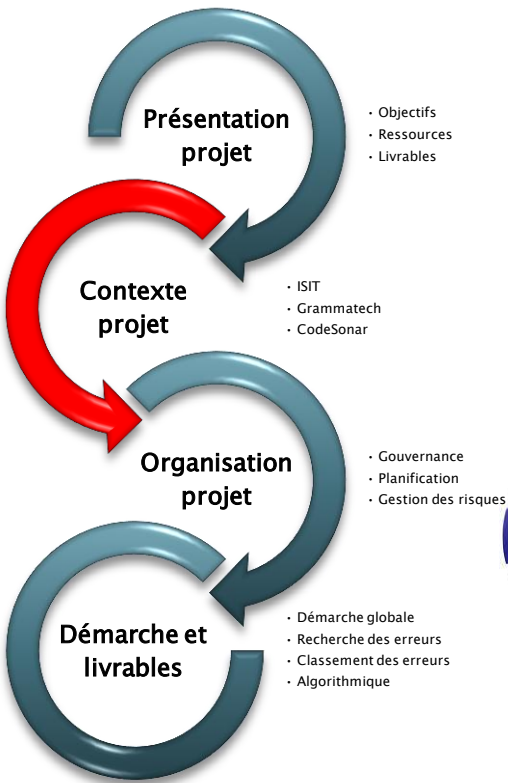 Présentation
projet
· Objectifs
· Ressources
· Livrables
Contexte
projet
· ISIT
· Grammatech
· CodeSonar
Organisation
projet
· Gouvernance
· Planification
· Gestion des risques
Démarche et
livrables
· Démarche globale
· Recherche des erreurs
· Classement des erreurs
· Algorithmique